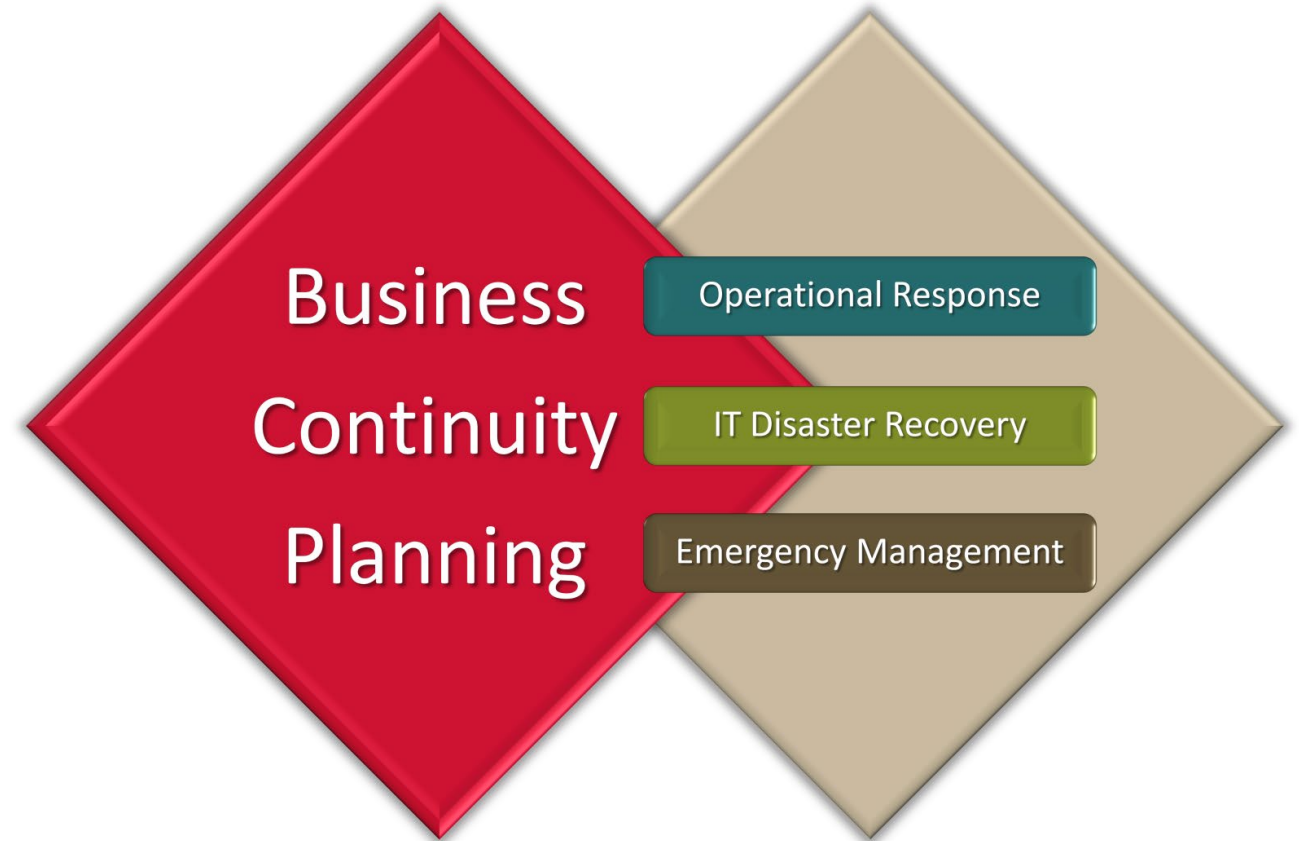 Business
Continuity
Planning
Operational Response
IT Disaster Recovery
Emergency Management